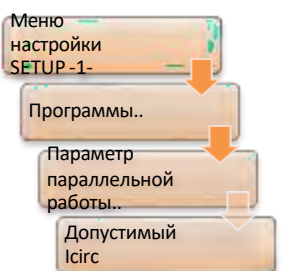 Меню
настройки
SETUP -1-
Программы..
Параметр
параллельной
работы..
Допустимый
Icirc